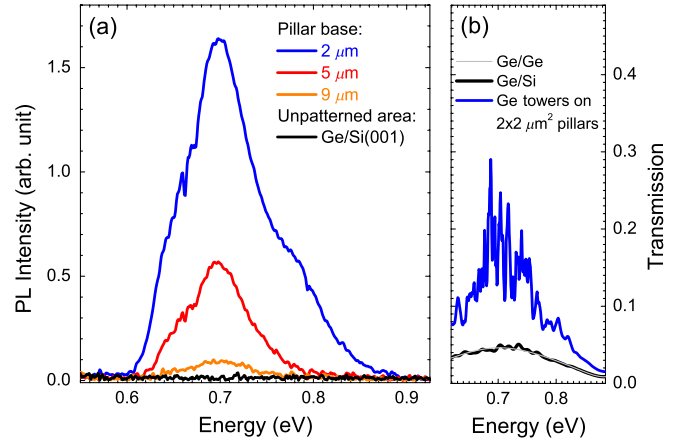 (a)
Pillar base:
2 μm
5 μm
9 μm
Unpatterned area:
Ge/Si(001)
PL Intensity (arb. unit)
1.5
1.0
0.5
0.0
0.6
0.7
0.8
0.9
Energy (eV)
(b)
Ge/Ge
Ge/Si
Ge towers on
2x2 μm² pillars
0.4
0.3
0.2
0.1
0.0
Transmission
0.7
0.8
Energy (eV)